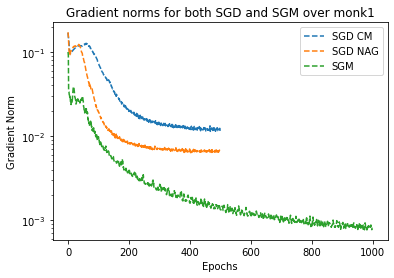 Gradient norms for both SGD and SGM over monk1
SGD CM
SGD NAG
SGM
Gradient Norm
10⁻¹
10⁻²
10⁻³
0 200 400 600 800 1000
Epochs